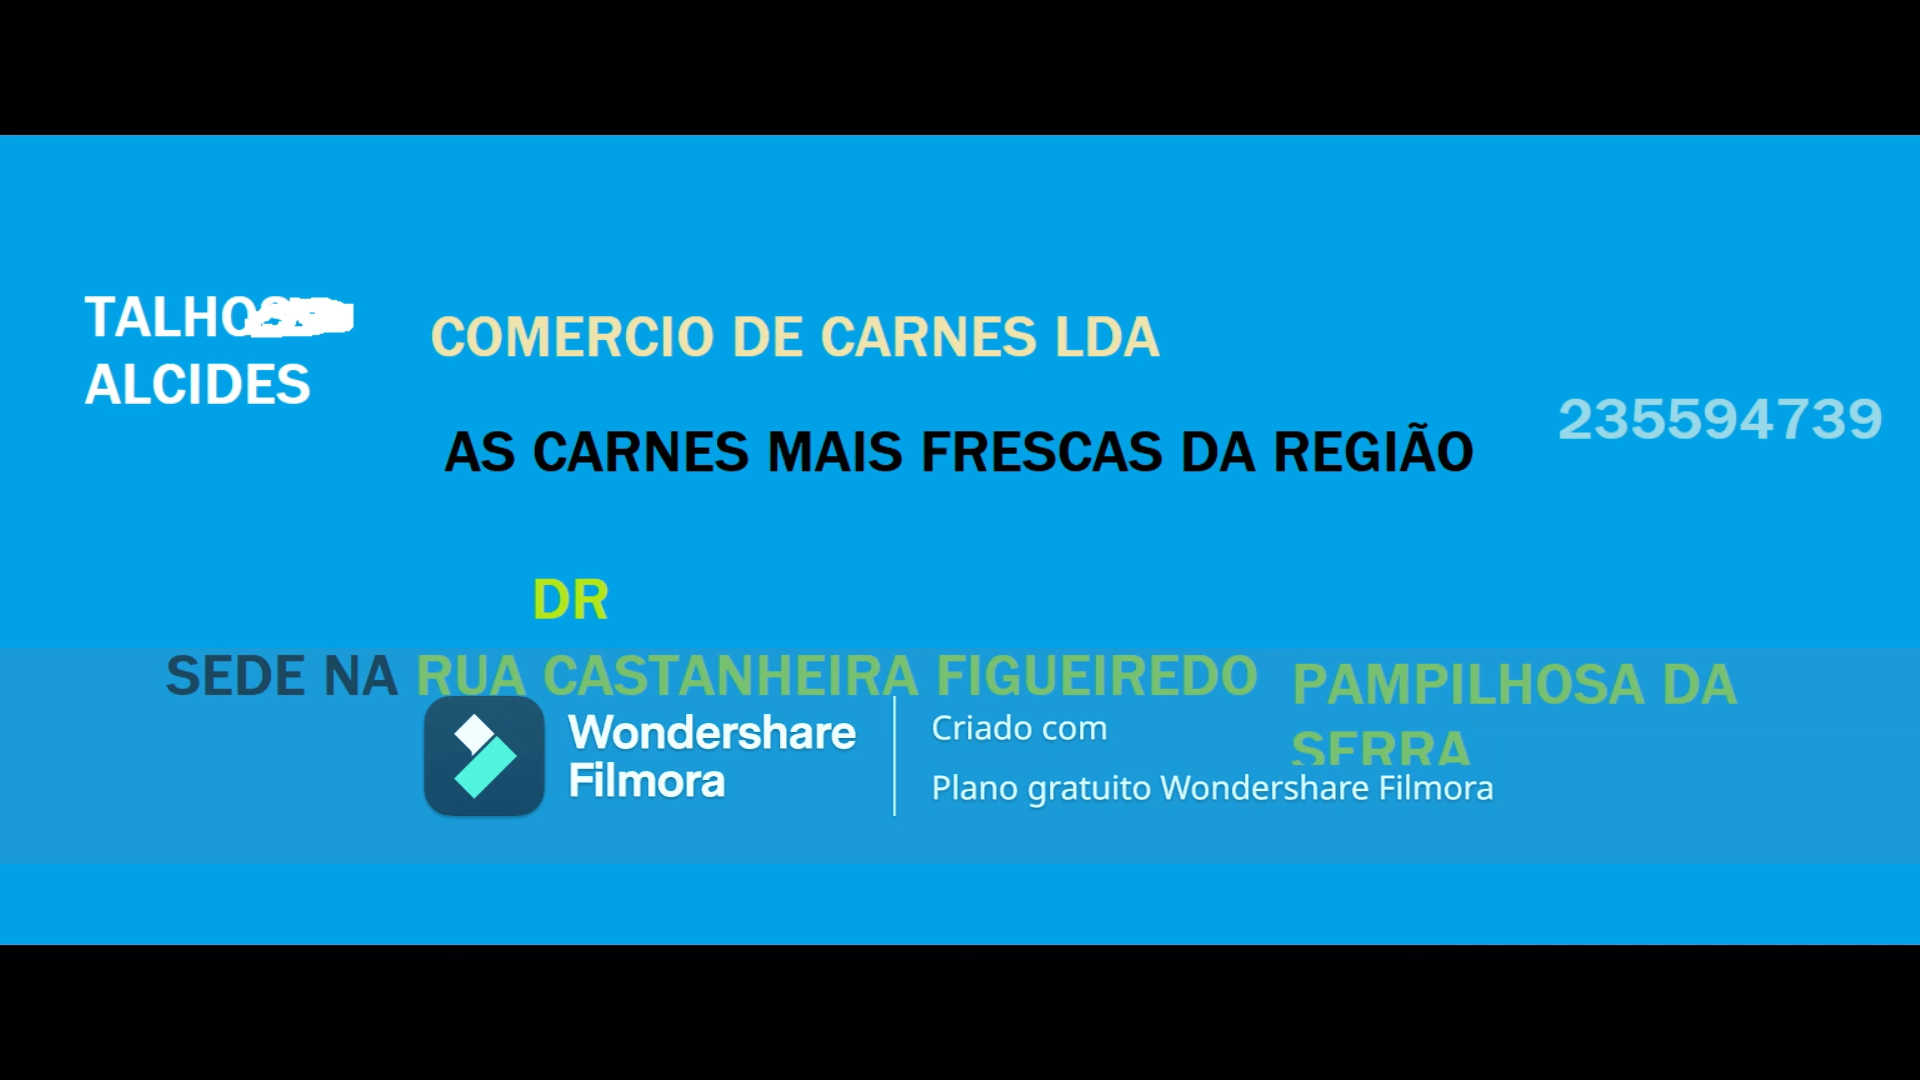 TALHO
ALCIDES
COMERCIO DE CARNES LDA
AS CARNES MAIS FRESCAS DA REGIÃO
235594739
DR
SEDE NA RUA CASTANHEIRA FIGUEIREDO
PAMPILHOSA DA
SERRA
Wondershare
Filmora
Criado com
Plano gratuito Wondershare Filmora